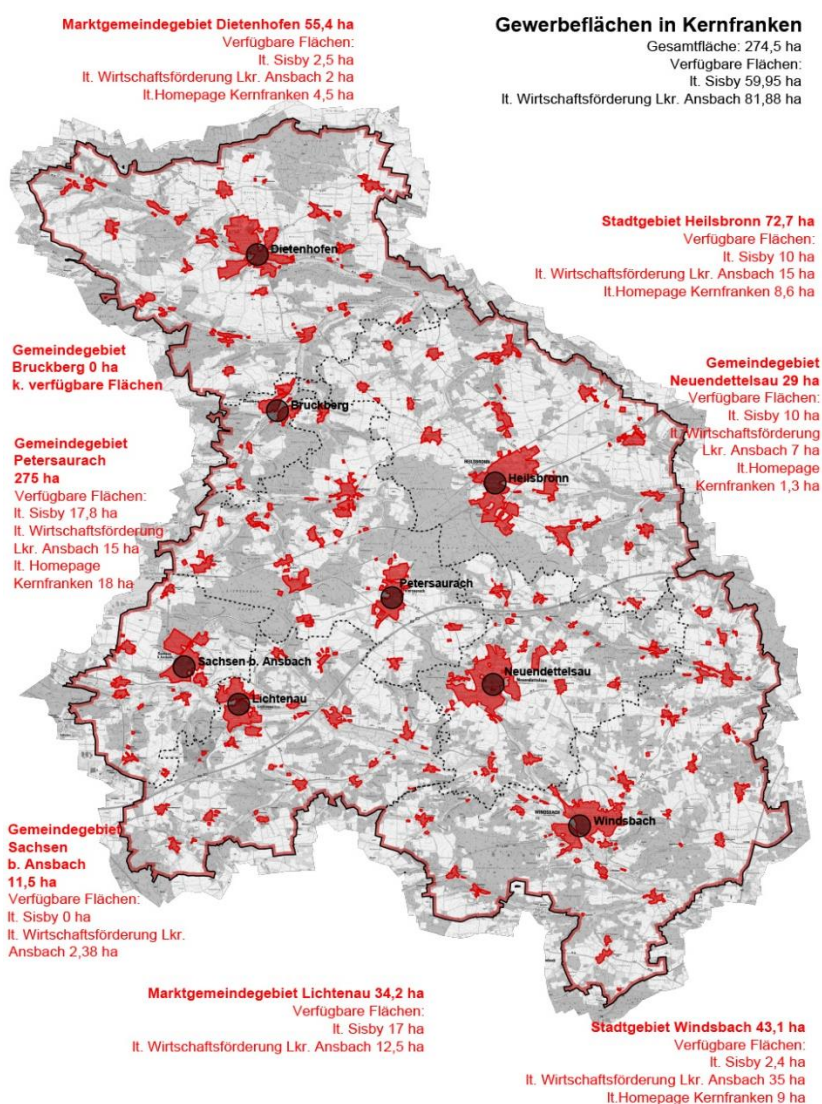 Marktgemeindegebiet Dietenhofen 55,4 ha
Verfügbare Flächen:
lt. Sisby 2,5 ha
lt. Wirtschaftsförderung Lkr. Ansbach 2 ha
lt.Homepage Kernfranken 4,5 ha
Gewerbeflächen in Kernfranken
Gesamtfläche: 274,5 ha
Verfügbare Flächen:
lt. Sisby 59,95 ha
lt. Wirtschaftsförderung Lkr. Ansbach 81,88 ha
Stadtgebiet Heilsbronn 72,7 ha
Verfügbare Flächen:
lt. Sisby 10 ha
lt. Wirtschaftsförderung Lkr. Ansbach 15 ha
lt.Homepage Kernfranken 8,6 ha
Dietenhofen
Gemeindegebiet
Bruckberg 0 ha
k. verfügbare Flächen
Bruckberg
Gemeindegebiet
Neuendettelsau 29 ha
Verfügbare Flächen:
lt. Sisby 10 ha
lt. Wirtschaftsförderung
Lkr. Ansbach 7 ha
lt.Homepage
Kernfranken 1,3 ha
Gemeindegebiet
Petersaurach
275 ha
Verfügbare Flächen:
lt. Sisby 17,8 ha
lt. Wirtschaftsförderung
Lkr. Ansbach 15 ha
lt. Homepage
Kernfranken 18 ha
HEILSBRONN
Heilsbronn
Petersaurach
Sachsen b. Ansbach
Lichtenau
Neuendettelsau
Neuendettelsau
WINDSBACH
Windsbach
Gemeindegebiet
Sachsen
b. Ansbach
11,5 ha
Verfügbare Flächen:
lt. Sisby 0 ha
lt. Wirtschaftsförderung Lkr.
Ansbach 2,38 ha
Marktgemeindegebiet Lichtenau 34,2 ha
Verfügbare Flächen:
lt. Sisby 17 ha
lt. Wirtschaftsförderung Lkr. Ansbach 12,5 ha
Stadtgebiet Windsbach 43,1 ha
Verfügbare Flächen:
lt. Sisby 2,4 ha
lt. Wirtschaftsförderung Lkr. Ansbach 35 ha
lt.Homepage Kernfranken 9 ha